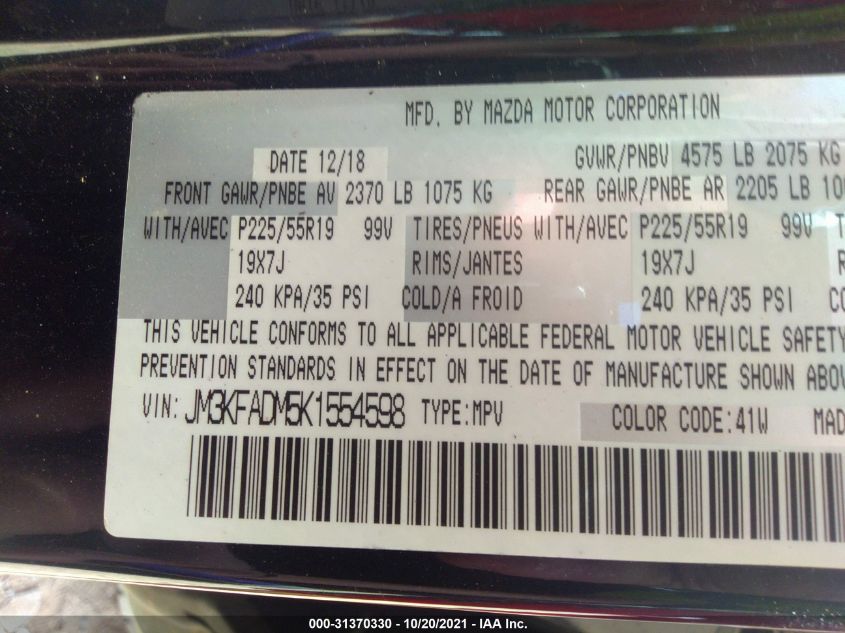 MFD. BY MAZDA MOTOR CORPORATION
DATE 12/18 GVWR/PNBV 4575 LB 2075 KG
FRONT GAWR/PNBE AV 2370 LB 1075 KG REAR GAWR/PNBE AR 2205 LB
WITH/AVEC P225/55R19 99V TIRES/PNEUS WITH/AVEC P225/55R19 99V
19X7J RIMS/JANTES 19X7J
240 KPA/35 PSI COLD/A FROID 240 KPA/35 PSI
THIS VEHICLE CONFORMS TO ALL APPLICABLE FEDERAL MOTOR VEHICLE SAFETY
PREVENTION STANDARDS IN EFFECT ON THE DATE OF MANUFACTURE SHOWN ABOV
VIN: JM3KFADM5K1554598 TYPE:MPV COLOR CODE:41W MAD
000-31370330 - 10/20/2021 - IAA Inc.